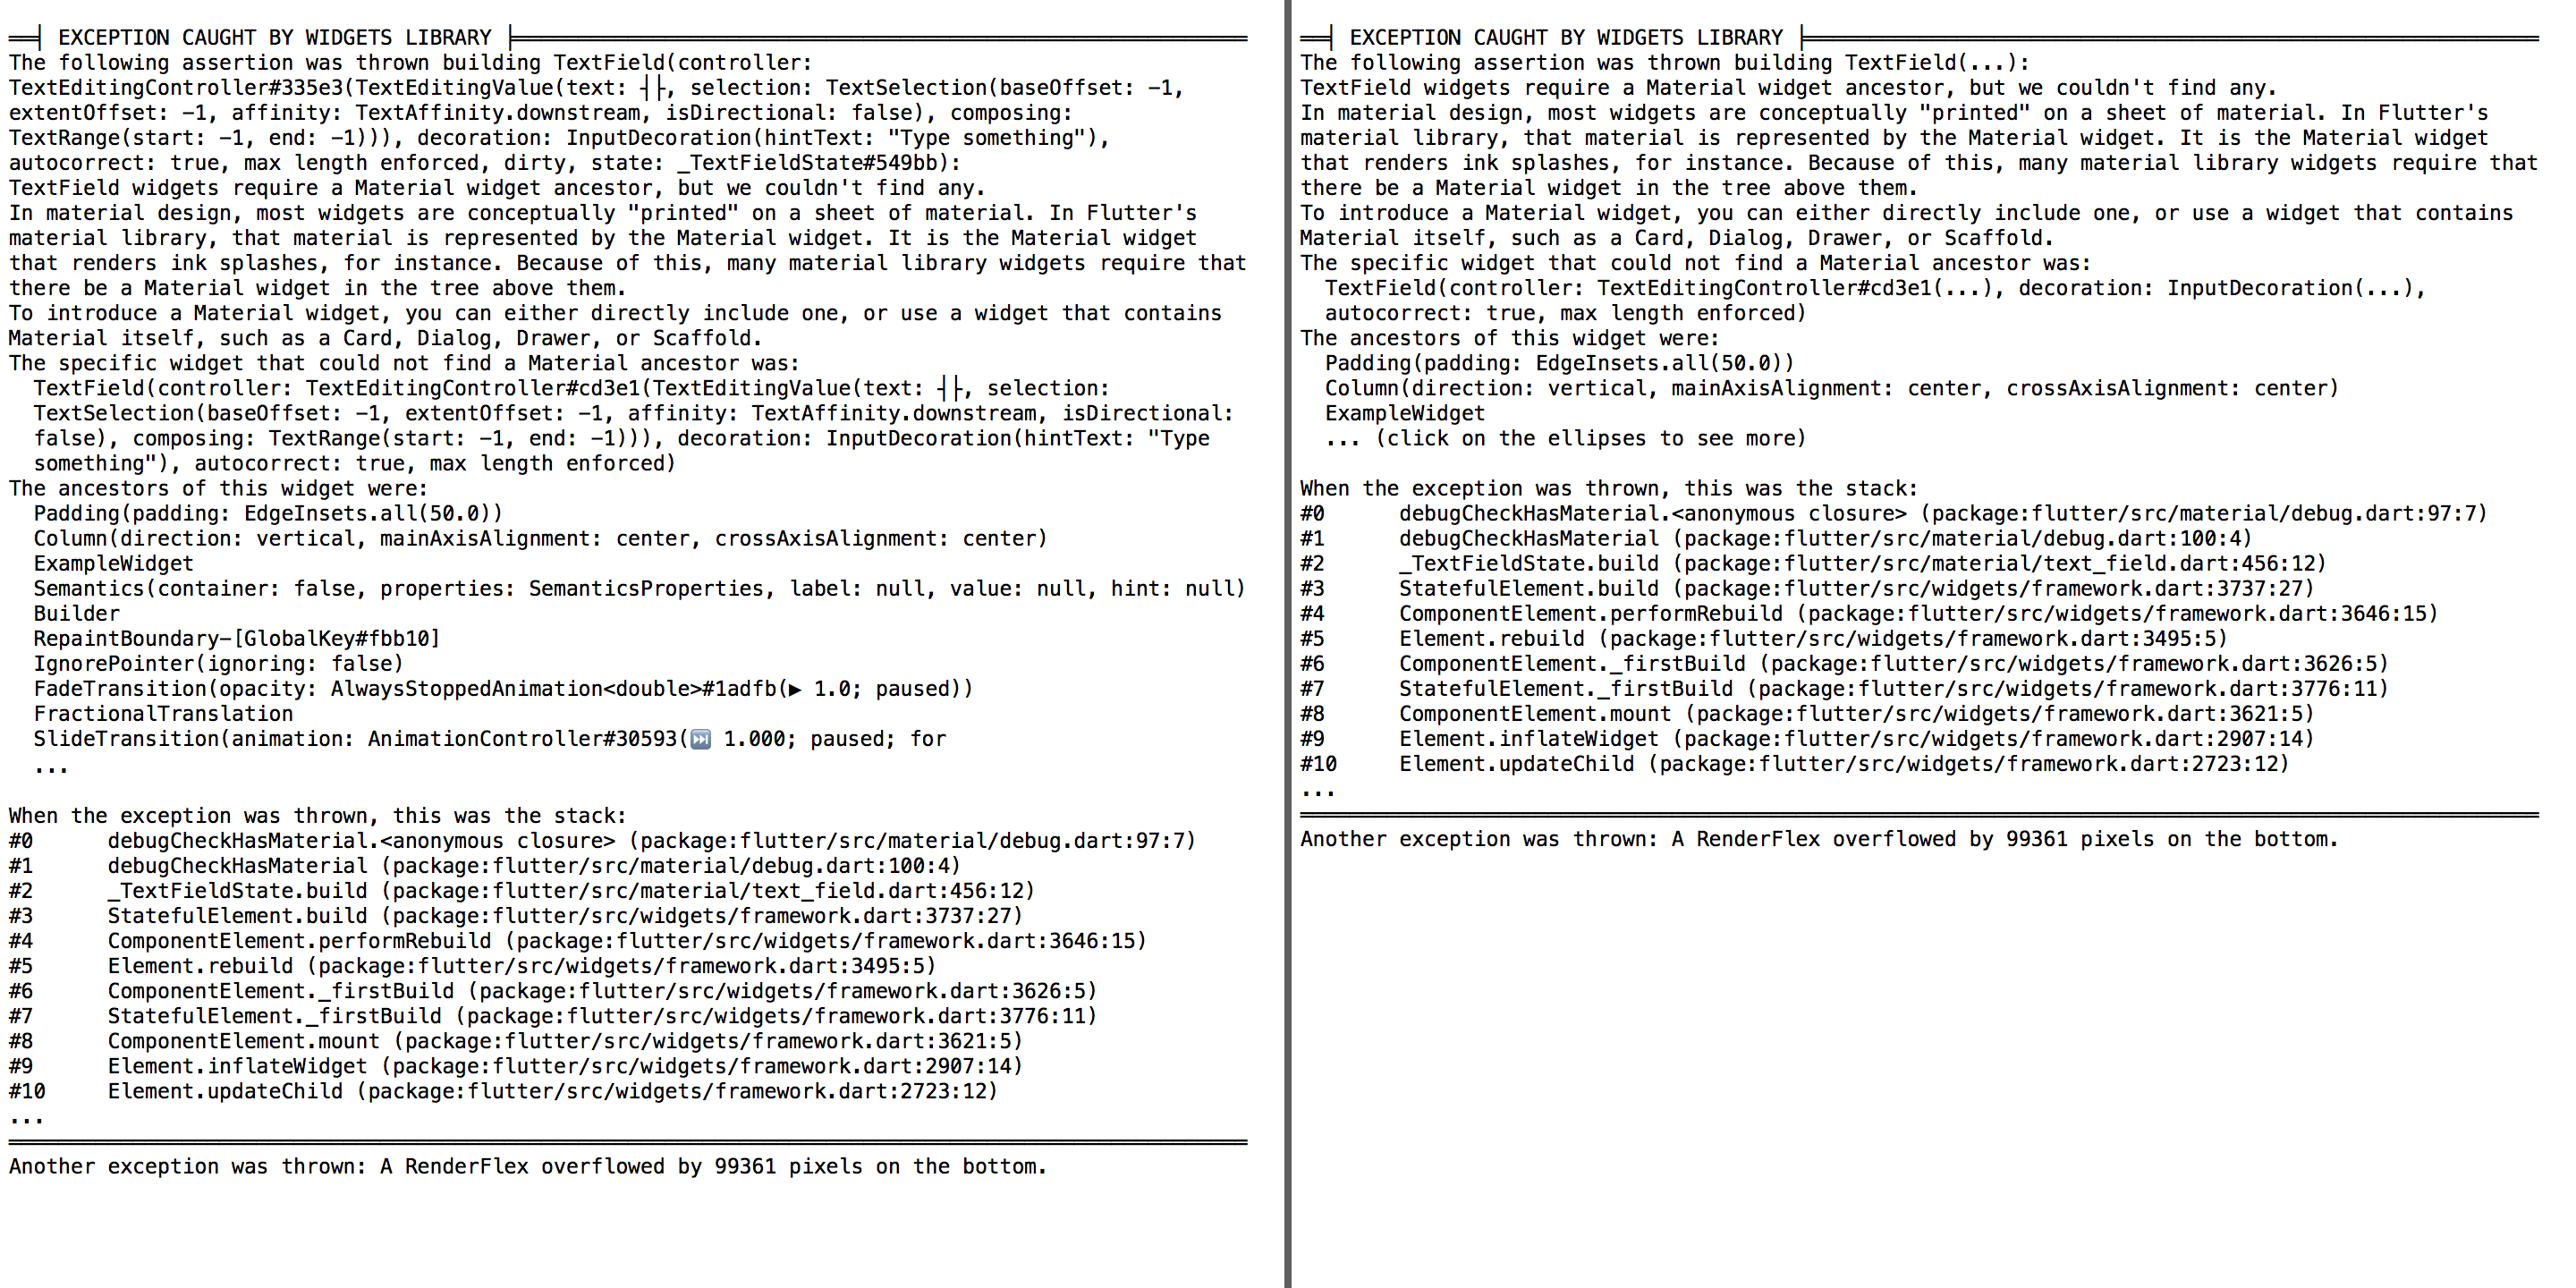 ══╡ EXCEPTION CAUGHT BY WIDGETS LIBRARY ╞═══════════════════════════════════════════════════════════
The following assertion was thrown building TextField(controller:
TextEditingController#335e3(TextEditingValue(text: ┤├, selection: TextSelection(baseOffset: -1,
extentOffset: -1, affinity: TextAffinity.downstream, isDirectional: false), composing:
TextRange(start: -1, end: -1))), decoration: InputDecoration(hintText: "Type something"),
autocorrect: true, max length enforced, dirty, state: _TextFieldState#549bb):
TextField widgets require a Material widget ancestor, but we couldn't find any.
In material design, most widgets are conceptually "printed" on a sheet of material. In Flutter's
material library, that material is represented by the Material widget. It is the Material widget
that renders ink splashes, for instance. Because of this, many material library widgets require that
there be a Material widget in the tree above them.
To introduce a Material widget, you can either directly include one, or use a widget that contains
Material itself, such as a Card, Dialog, Drawer, or Scaffold.
The specific widget that could not find a Material ancestor was:
  TextField(controller: TextEditingController#cd3e1(TextEditingValue(text: ┤├, selection:
  TextSelection(baseOffset: -1, extentOffset: -1, affinity: TextAffinity.downstream, isDirectional:
  false), composing: TextRange(start: -1, end: -1))), decoration: InputDecoration(hintText: "Type
  something"), autocorrect: true, max length enforced)
The ancestors of this widget were:
  Padding(padding: EdgeInsets.all(50.0))
  Column(direction: vertical, mainAxisAlignment: center, crossAxisAlignment: center)
  ExampleWidget
  Semantics(container: false, properties: SemanticsProperties, label: null, value: null, hint: null)
  Builder
  RepaintBoundary-[GlobalKey#fbb10]
  IgnorePointer(ignoring: false)
  FadeTransition(opacity: AlwaysStoppedAnimation<double>#1adfb(▶ 1.0; paused))
  FractionalTranslation
  SlideTransition(animation: AnimationController#30593(⏭ 1.000; paused; for
  ...
When the exception was thrown, this was the stack:
#0      debugCheckHasMaterial.<anonymous closure> (package:flutter/src/material/debug.dart:97:7)
#1      debugCheckHasMaterial (package:flutter/src/material/debug.dart:100:4)
#2      _TextFieldState.build (package:flutter/src/material/text_field.dart:456:12)
#3      StatefulElement.build (package:flutter/src/widgets/framework.dart:3737:27)
#4      ComponentElement.performRebuild (package:flutter/src/widgets/framework.dart:3646:15)
#5      Element.rebuild (package:flutter/src/widgets/framework.dart:3495:5)
#6      ComponentElement._firstBuild (package:flutter/src/widgets/framework.dart:3626:5)
#7      StatefulElement._firstBuild (package:flutter/src/widgets/framework.dart:3776:11)
#8      ComponentElement.mount (package:flutter/src/widgets/framework.dart:3621:5)
#9      Element.inflateWidget (package:flutter/src/widgets/framework.dart:2907:14)
#10     Element.updateChild (package:flutter/src/widgets/framework.dart:2723:12)
...
════════════════════════════════════════════════════════════════════════════════════════════════════
Another exception was thrown: A RenderFlex overflowed by 99361 pixels on the bottom.
══╡ EXCEPTION CAUGHT BY WIDGETS LIBRARY ╞═══════════════════════════════════════════════════════════
The following assertion was thrown building TextField(...):
TextField widgets require a Material widget ancestor, but we couldn't find any.
In material design, most widgets are conceptually "printed" on a sheet of material. In Flutter's
material library, that material is represented by the Material widget. It is the Material widget
that renders ink splashes, for instance. Because of this, many material library widgets require that
there be a Material widget in the tree above them.
To introduce a Material widget, you can either directly include one, or use a widget that contains
Material itself, such as a Card, Dialog, Drawer, or Scaffold.
The specific widget that could not find a Material ancestor was:
  TextField(controller: TextEditingController#cd3e1(...), decoration: InputDecoration(...),
  autocorrect: true, max length enforced)
The ancestors of this widget were:
  Padding(padding: EdgeInsets.all(50.0))
  Column(direction: vertical, mainAxisAlignment: center, crossAxisAlignment: center)
  ExampleWidget
  ... (click on the ellipses to see more)
When the exception was thrown, this was the stack:
#0      debugCheckHasMaterial.<anonymous closure> (package:flutter/src/material/debug.dart:97:7)
#1      debugCheckHasMaterial (package:flutter/src/material/debug.dart:100:4)
#2      _TextFieldState.build (package:flutter/src/material/text_field.dart:456:12)
#3      StatefulElement.build (package:flutter/src/widgets/framework.dart:3737:27)
#4      ComponentElement.performRebuild (package:flutter/src/widgets/framework.dart:3646:15)
#5      Element.rebuild (package:flutter/src/widgets/framework.dart:3495:5)
#6      ComponentElement._firstBuild (package:flutter/src/widgets/framework.dart:3626:5)
#7      StatefulElement._firstBuild (package:flutter/src/widgets/framework.dart:3776:11)
#8      ComponentElement.mount (package:flutter/src/widgets/framework.dart:3621:5)
#9      Element.inflateWidget (package:flutter/src/widgets/framework.dart:2907:14)
#10     Element.updateChild (package:flutter/src/widgets/framework.dart:2723:12)
...
════════════════════════════════════════════════════════════════════════════════════════════════════
Another exception was thrown: A RenderFlex overflowed by 99361 pixels on the bottom.